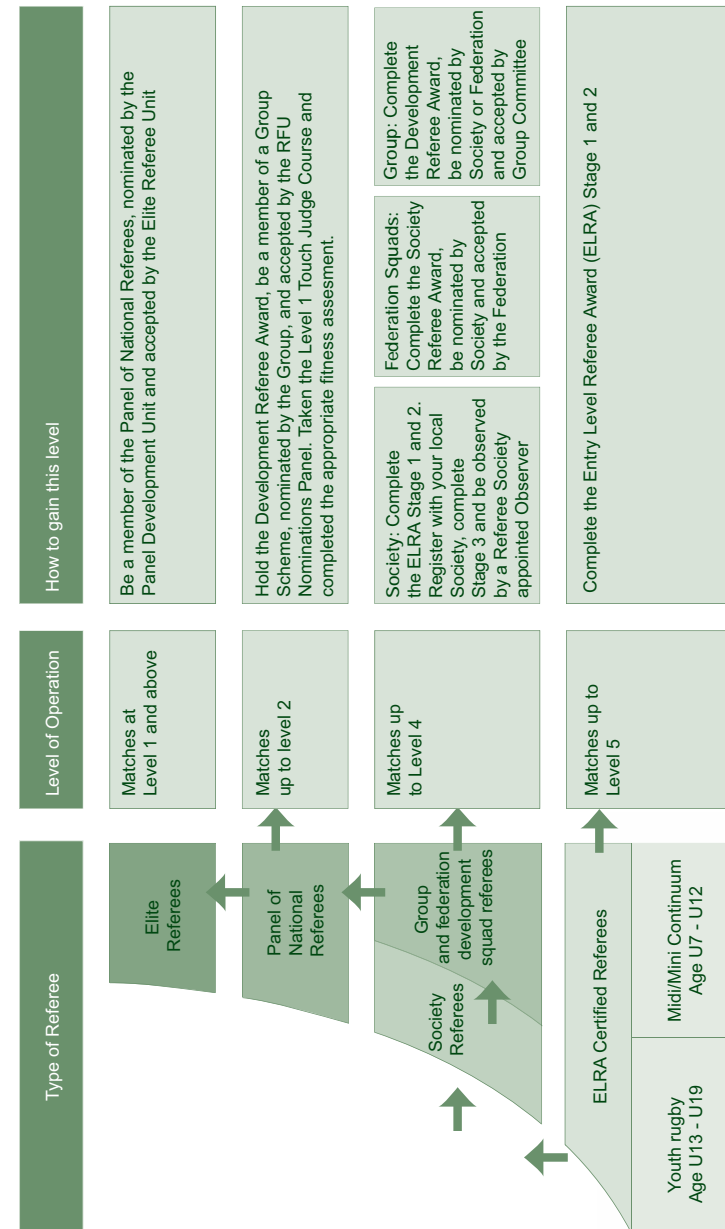 Type of Referee
Level of Operation
How to gain this level
Elite
Referees
Matches at
Level 1 and above
Be a member of the Panel of National Referees, nominated by the
Panel Development Unit and accepted by the Elite Referee Unit
Panel of
National
Referees
Matches
up to level 2
Hold the Development Referee Award, be a member of a Group
Scheme, nominated by the Group, and accepted by the RFU
Nominations Panel. Taken the Level 1 Touch Judge Course and
completed the appropriate fitness assesment.
Society
Referees
Group
and federation
development
squad referees
Matches up
to Level 4
Society: Complete
the ELRA Stage 1 and 2.
Register with your local
Society, complete
Stage 3 and be observed
by a Referee Society
appointed Observer
Federation Squads:
Complete the Society
Referee Award,
be nominated by
Society and accepted
by the Federation
Group: Complete
the Development
Referee Award,
be nominated by
Society or Federation
and accepted by
Group Committee
ELRA Certified Referees
Matches up to
Level 5
Complete the Entry Level Referee Award (ELRA) Stage 1 and 2
Youth rugby
Age U13 - U19
Midi/Mini Continuum
Age U7 - U12